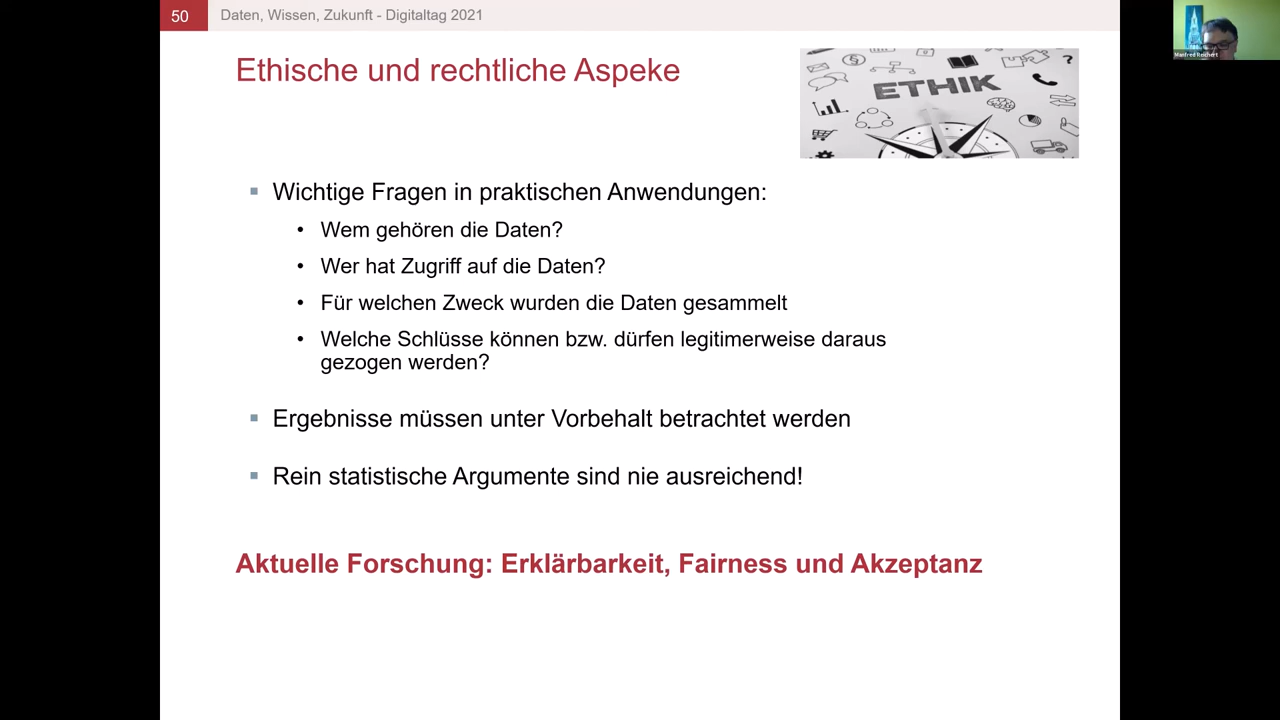 50
Daten, Wissen, Zukunft - Digitaltag 2021
Ethische und rechtliche Aspeke
ETHIK
?
▪ Wichtige Fragen in praktischen Anwendungen:
• Wem gehören die Daten?
• Wer hat Zugriff auf die Daten?
• Für welchen Zweck wurden die Daten gesammelt
• Welche Schlüsse können bzw. dürfen legitimerweise daraus
gezogen werden?
▪ Ergebnisse müssen unter Vorbehalt betrachtet werden
▪ Rein statistische Argumente sind nie ausreichend!
Aktuelle Forschung: Erklärbarkeit, Fairness und Akzeptanz
Manfred Reichert